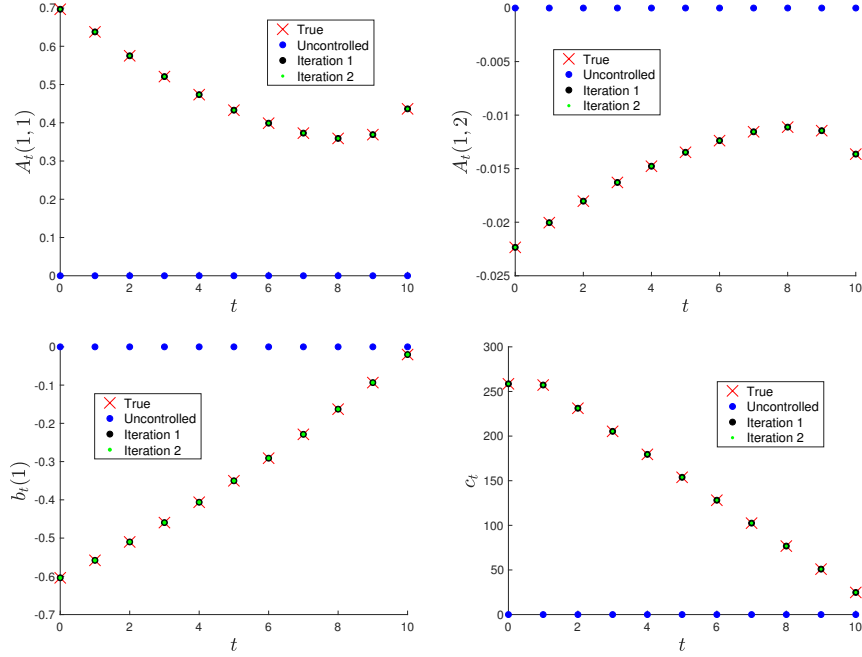 0.7
0.6
0.5
0.4
0.3
0.2
0.1
0
A_t(1,1)
True
Uncontrolled
Iteration 1
Iteration 2
0 2 4 6 8 10
t
0
-0.005
-0.01
-0.015
-0.02
-0.025
A_t(1,2)
True
Uncontrolled
Iteration 1
Iteration 2
0 2 4 6 8 10
t
0
-0.1
-0.2
-0.3
-0.4
-0.5
-0.6
-0.7
b_t(1)
True
Uncontrolled
Iteration 1
Iteration 2
0 2 4 6 8 10
t
300
250
200
150
100
50
0
c_t
True
Uncontrolled
Iteration 1
Iteration 2
0 2 4 6 8 10
t